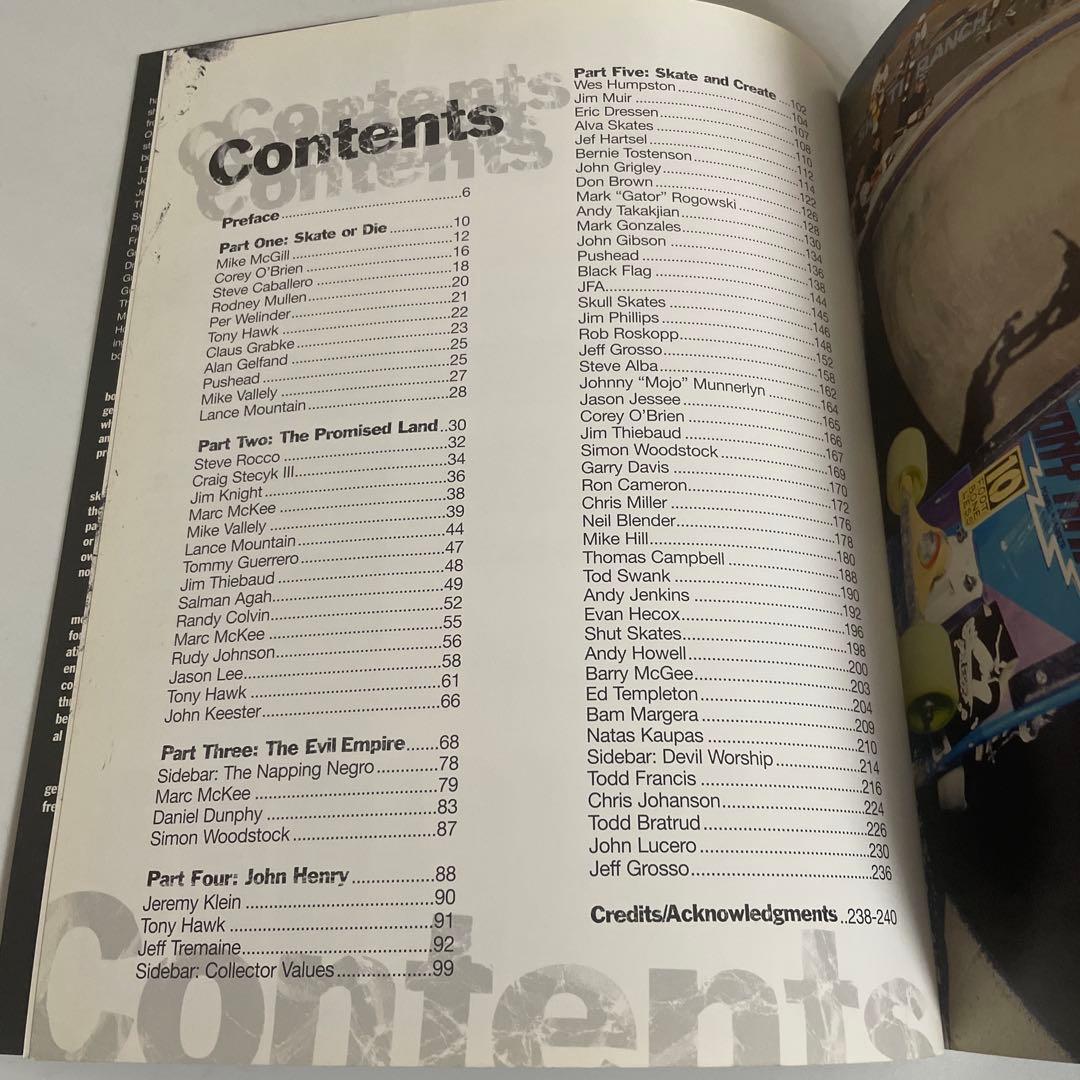 Contents
Contents
Contents
Preface..........6
Part One: Skate or Die..........10
Mike McGill..........12
Corey O'Brien..........16
Steve Caballero..........18
Rodney Mullen..........20
Per Welinder..........21
Tony Hawk..........22
Claus Grabke..........23
Alan Gelfand..........25
Pushead..........25
Mike Vallely..........27
Lance Mountain..........28
Part Two: The Promised Land..30
Steve Rocco..........32
Craig Stecyk III..........34
Jim Knight..........36
Marc McKee..........38
Mike Vallely..........39
Lance Mountain..........44
Tommy Guerrero..........47
Jim Thiebaud..........48
Salman Agah..........49
Randy Colvin..........52
Marc McKee..........55
Rudy Johnson..........56
Jason Lee..........58
Tony Hawk..........61
John Keester..........66
Part Three: The Evil Empire......68
Sidebar: The Napping Negro..........78
Marc McKee..........79
Daniel Dunphy..........83
Simon Woodstock..........87
Part Four: John Henry..........88
Jeremy Klein..........90
Tony Hawk..........91
Jeff Tremaine..........92
Sidebar: Collector Values..........99
Part Five: Skate and Create...102
Wes Humpston..........104
Jim Muir..........107
Eric Dressen..........108
Alva Skates..........110
Jef Hartsel..........112
Bernie Tostenson..........114
John Grigley..........122
Don Brown..........126
Mark "Gator" Rogowski..........128
Andy Takakjian..........130
Mark Gonzales..........134
John Gibson..........136
Pushead..........138
Black Flag..........144
JFA..........145
Skull Skates..........146
Jim Phillips..........148
Rob Roskopp..........152
Jeff Grosso..........158
Steve Alba..........162
Johnny "Mojo" Munnerlyn..........164
Jason Jessee..........165
Corey O'Brien..........166
Jim Thiebaud..........167
Simon Woodstock..........169
Garry Davis..........170
Ron Cameron..........172
Chris Miller..........176
Neil Blender..........178
Mike Hill..........180
Thomas Campbell..........188
Tod Swank..........190
Andy Jenkins..........192
Evan Hecox..........196
Shut Skates..........198
Andy Howell..........200
Barry McGee..........203
Ed Templeton..........204
Bam Margera..........209
Natas Kaupas..........210
Sidebar: Devil Worship..........214
Todd Francis..........216
Chris Johanson..........224
Todd Bratrud..........226
John Lucero..........230
Jeff Grosso..........236
Credits/Acknowledgments..238-240
Contents
RANCH
10
FOOT
BONE
LESS